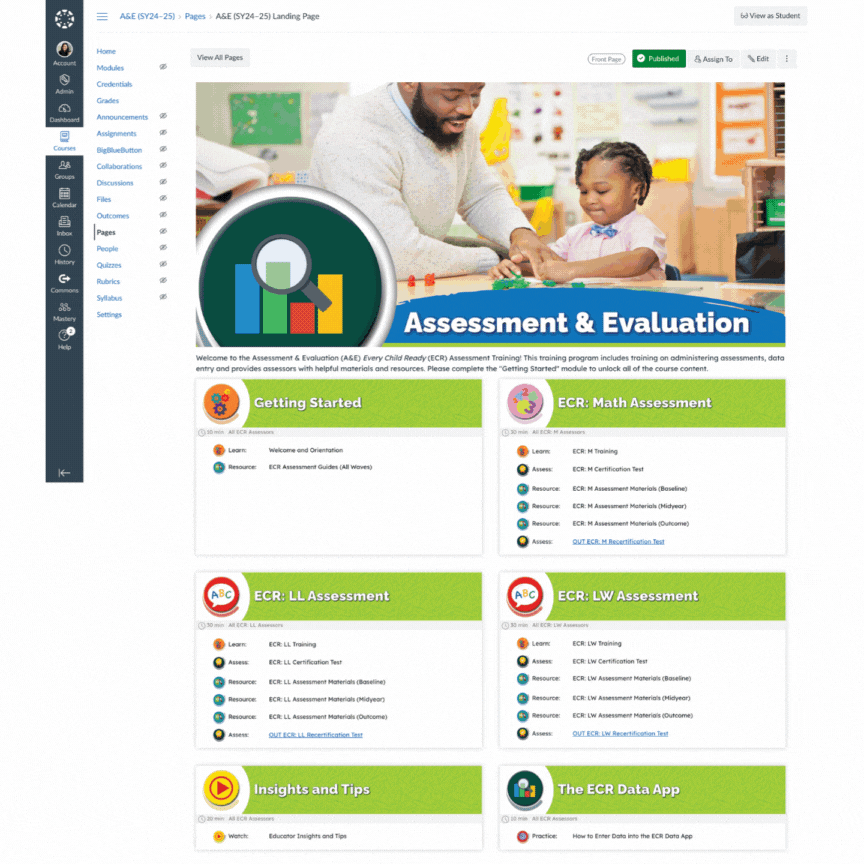 A&E (SY24-25) > Pages > A&E (SY24-25) Landing Page
View as Student
Account
Admin
Dashboard
Courses
Groups
Calendar
Inbox
History
Commons
Mastery
2
Help
Home
Modules
Credentials
Grades
Announcements
Assignments
BigBlueButton
Collaborations
Discussions
Files
Outcomes
Pages
People
Quizzes
Rubrics
Syllabus
Settings
View All Pages
Front Page
Published
Assign To
Edit
Assessment & Evaluation
Welcome to the Assessment & Evaluation (A&E) Every Child Ready (ECR) Assessment Training! This training program includes training on administering assessments, data
entry and provides assessors with helpful materials and resources. Please complete the "Getting Started" module to unlock all of the course content.
Getting Started
10 min All ECR Assessors
Learn: Welcome and Orientation
Resource: ECR Assessment Guides (All Waves)
2 5 3
ECR: Math Assessment
30 min All ECR: M Assessors
Learn: ECR: M Training
Assess: ECR: M Certification Test
Resource: ECR: M Assessment Materials (Baseline)
Resource: ECR: M Assessment Materials (Midyear)
Resource: ECR: M Assessment Materials (Outcome)
Assess: OUT ECR: M Recertification Test
ABC
ECR: LL Assessment
30 min All ECR: LL Assessors
Learn: ECR: LL Training
Assess: ECR: LL Certification Test
Resource: ECR: LL Assessment Materials (Baseline)
Resource: ECR: LL Assessment Materials (Midyear)
Resource: ECR: LL Assessment Materials (Outcome)
Assess: OUT ECR: LL Recertification Test
ABC
ECR: LW Assessment
30 min All ECR: LW Assessors
Learn: ECR: LW Training
Assess: ECR: LW Certification Test
Resource: ECR: LW Assessment Materials (Baseline)
Resource: ECR: LW Assessment Materials (Midyear)
Resource: ECR: LW Assessment Materials (Outcome)
Assess: OUT ECR: LW Recertification Test
Insights and Tips
20 min All ECR Assessors
Watch: Educator Insights and Tips
The ECR Data App
10 min All ECR Assessors
Practice: How to Enter Data into the ECR Data App